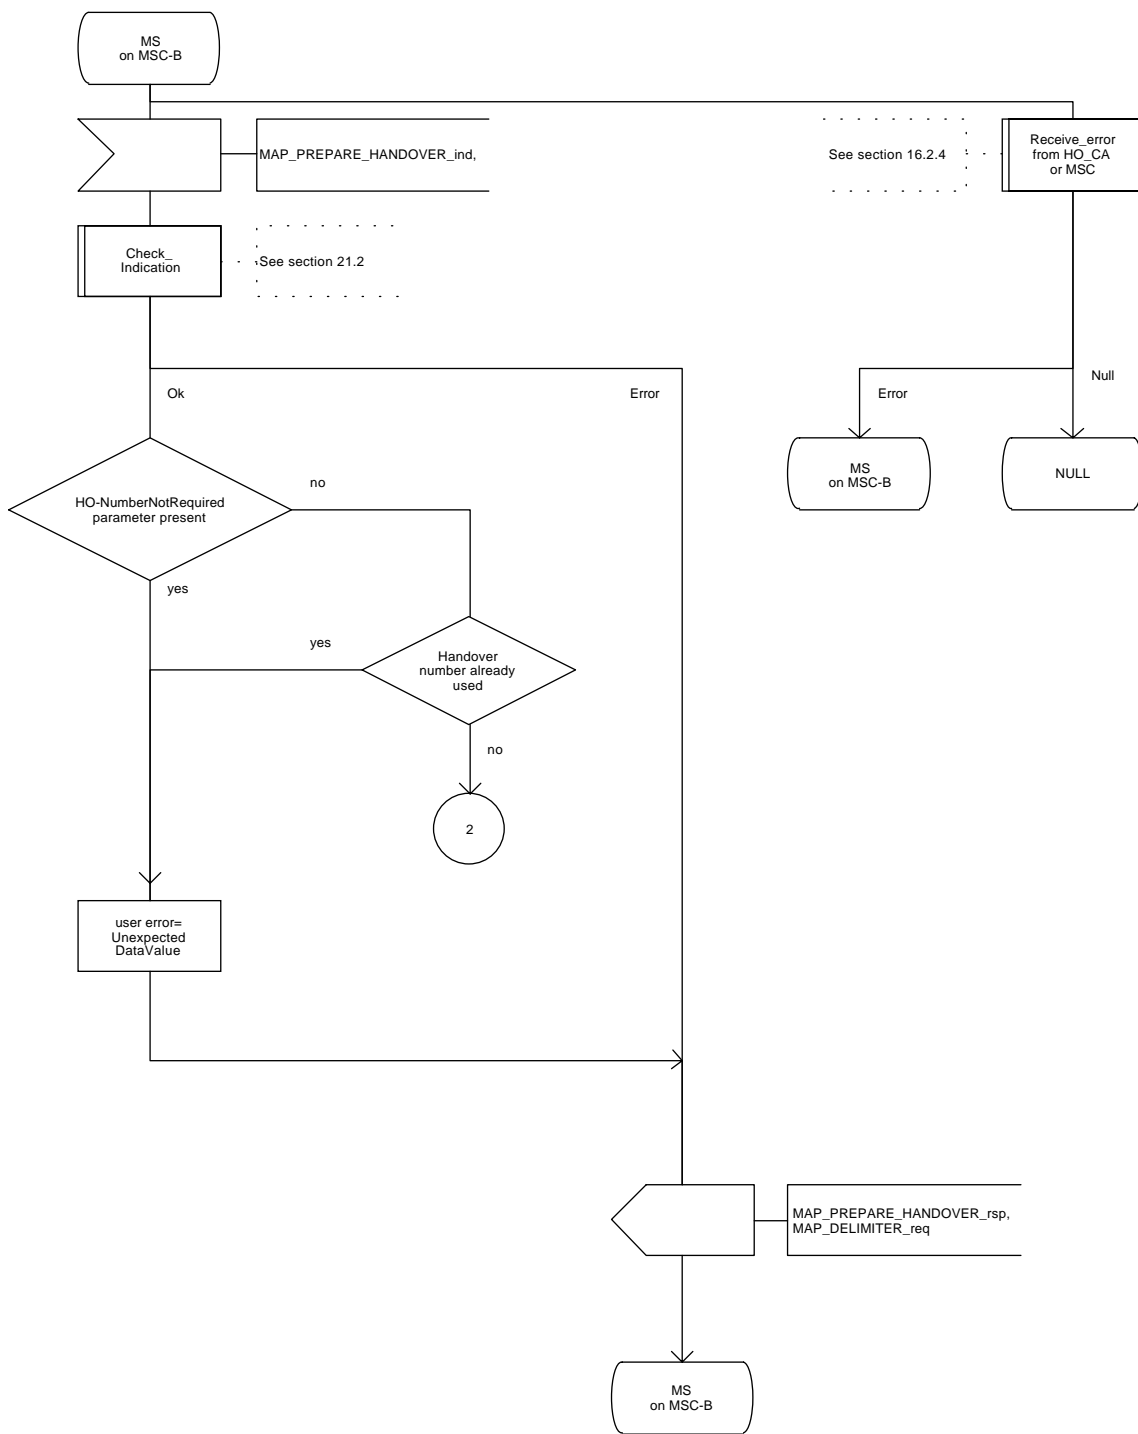 MS
on MSC-B
MAP_PREPARE_HANDOVER_ind,
See section 16.2.4
Receive_error
from HO_CA
or MSC
Check_
Indication
See section 21.2
Ok
Error
Error
Null
HO-NumberNotRequired
parameter present
no
MS
on MSC-B
NULL
yes
yes
Handover
number already
used
no
2
user error=
Unexpected
DataValue
MAP_PREPARE_HANDOVER_rsp,
MAP_DELIMITER_req
MS
on MSC-B